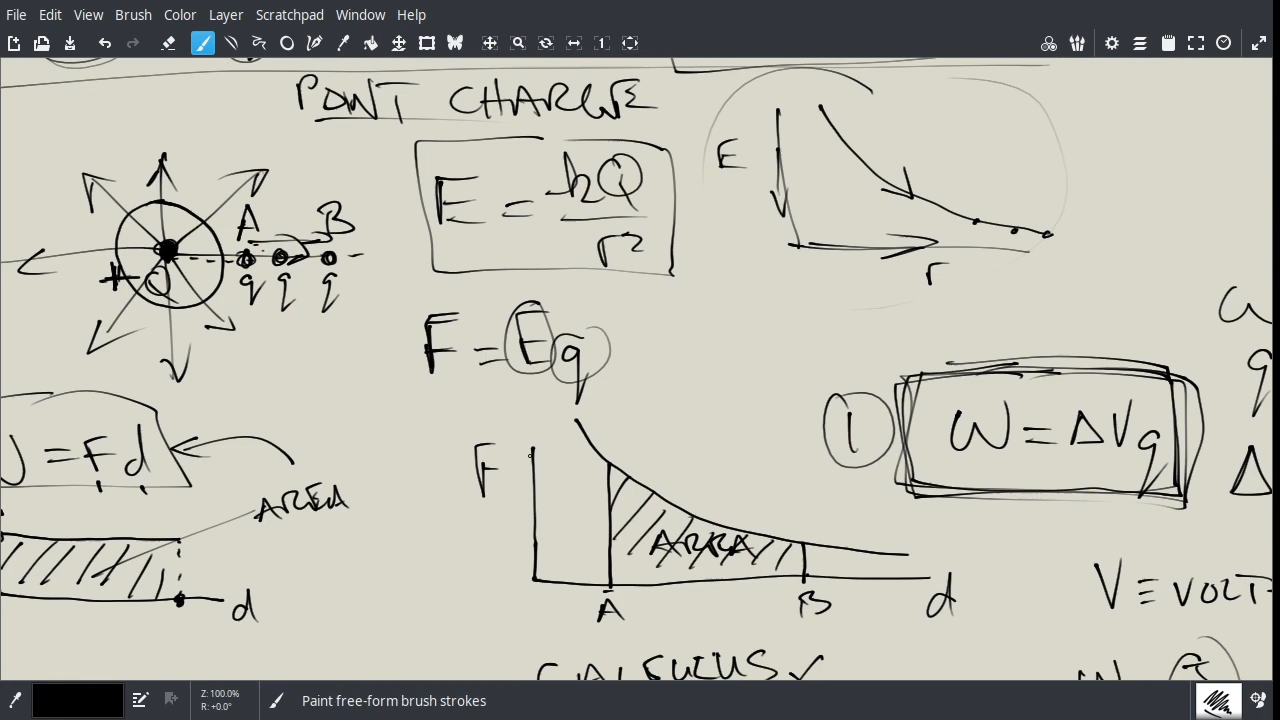 File Edit View Brush Color Layer Scratchpad Window Help
POINT CHARGE
E
r
E = kQ/r²
A B
+Q
q q q
F = Eq
W = Fd
AREA
d
F
AREA
A B d
1
W = ΔVq
W
q
Δ
V ≡ VOLT
CALCULUS ✓
Z: 100.0%
R: +0.0°
Paint free-form brush strokes